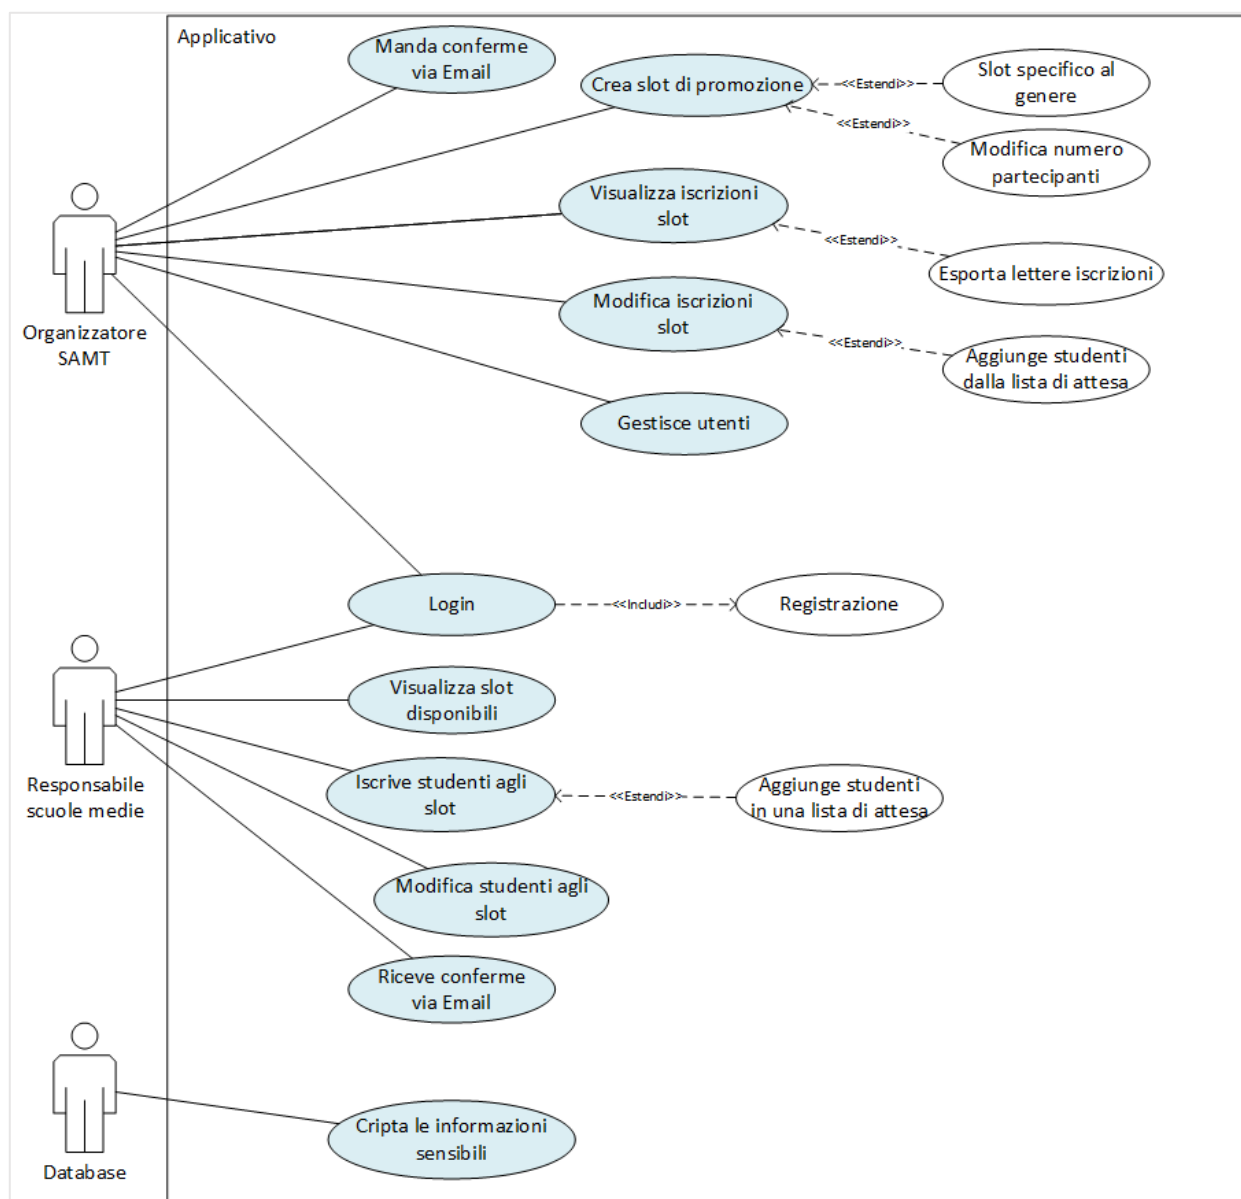 Applicativo
Manda conferme
via Email
Crea slot di promozione
<<Estendi>>
Slot specifico al
genere
<<Estendi>>
Modifica numero
partecipanti
Visualizza iscrizioni
slot
<<Estendi>>
Esporta lettere iscrizioni
Organizzatore
SAMT
Modifica iscrizioni
slot
<<Estendi>>
Aggiunge studenti
dalla lista di attesa
Gestisce utenti
Login
<<Includi>>
Registrazione
Responsabile
scuole medie
Visualizza slot
disponibili
Iscrive studenti agli
slot
<<Estendi>>
Aggiunge studenti
in una lista di attesa
Modifica studenti agli
slot
Riceve conferme
via Email
Database
Cripta le informazioni
sensibili